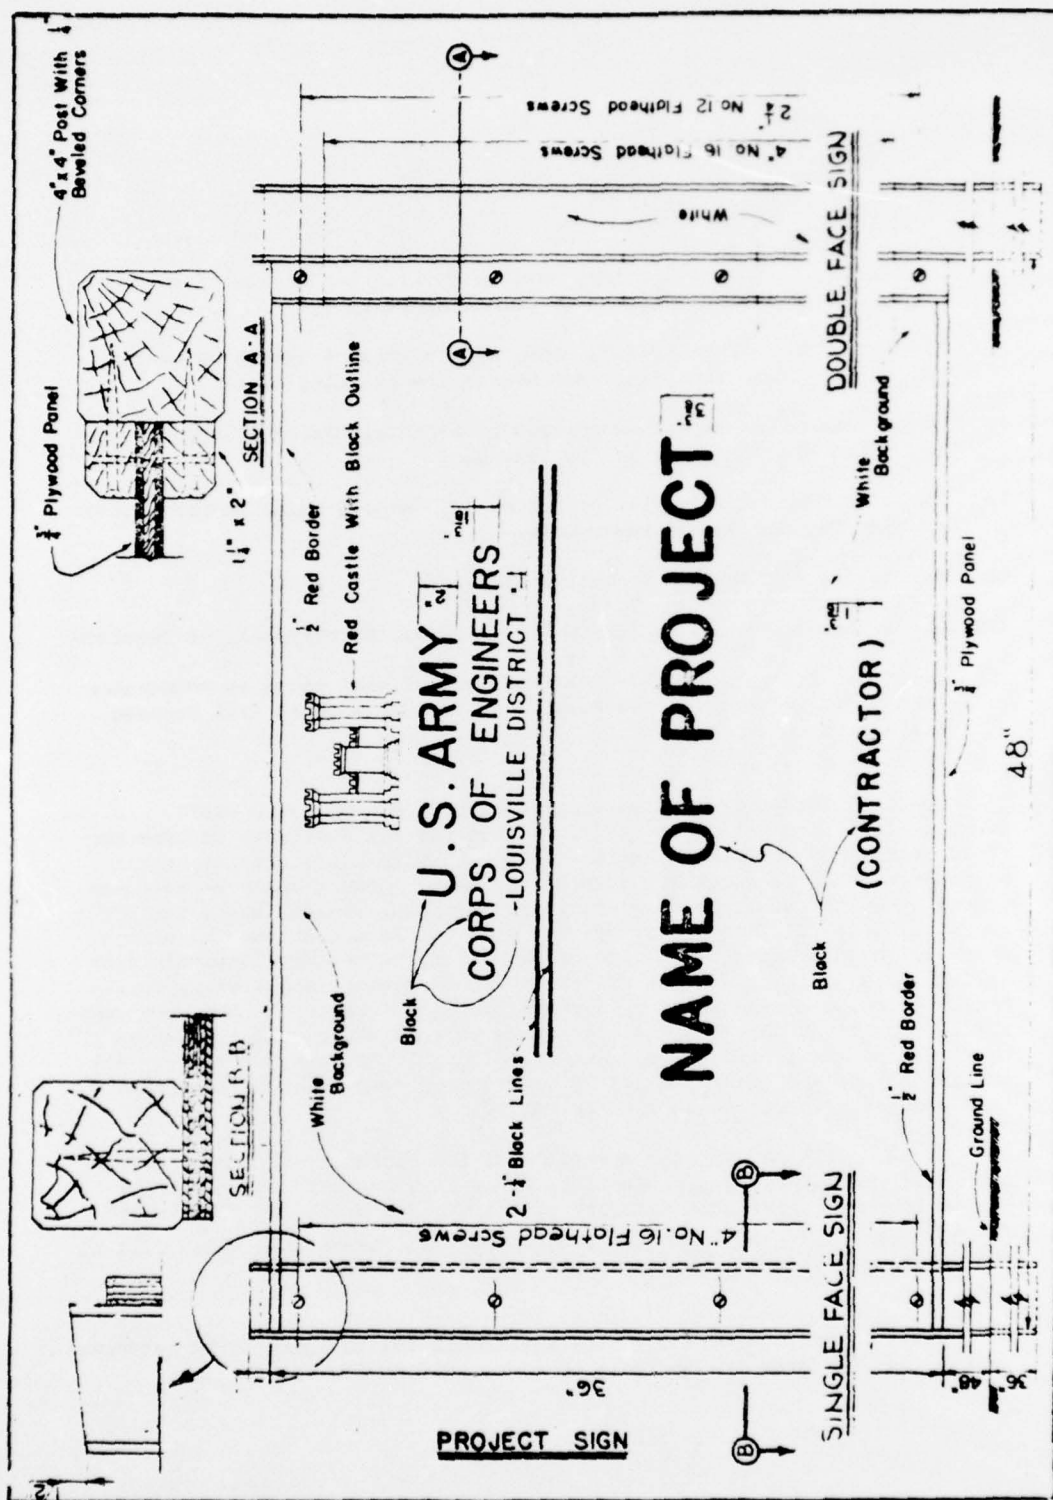 4" x 4" Post With
Beveled Corners
3/4" Plywood Panel
1 1/4" x 2"
SECTION A-A
SECTION B B
1/2" Red Border
Red Castle With Black Outline
White
Background
Black
U.S. ARMY 2"
CORPS OF ENGINEERS
-LOUISVILLE DISTRICT-
2 - 1/4" Black Lines
NAME OF PROJECT
Black
(CONTRACTOR)
White
Background
3/4" Plywood Panel
1/2" Red Border
Ground Line
48"
4" No. 16 Flathead Screws
2 1/4" No 12 Flathead Screws
4" No 16 Flathead Screws
White
A
A
B
B
DOUBLE FACE SIGN
SINGLE FACE SIGN
36"
48"
36"
PROJECT SIGN